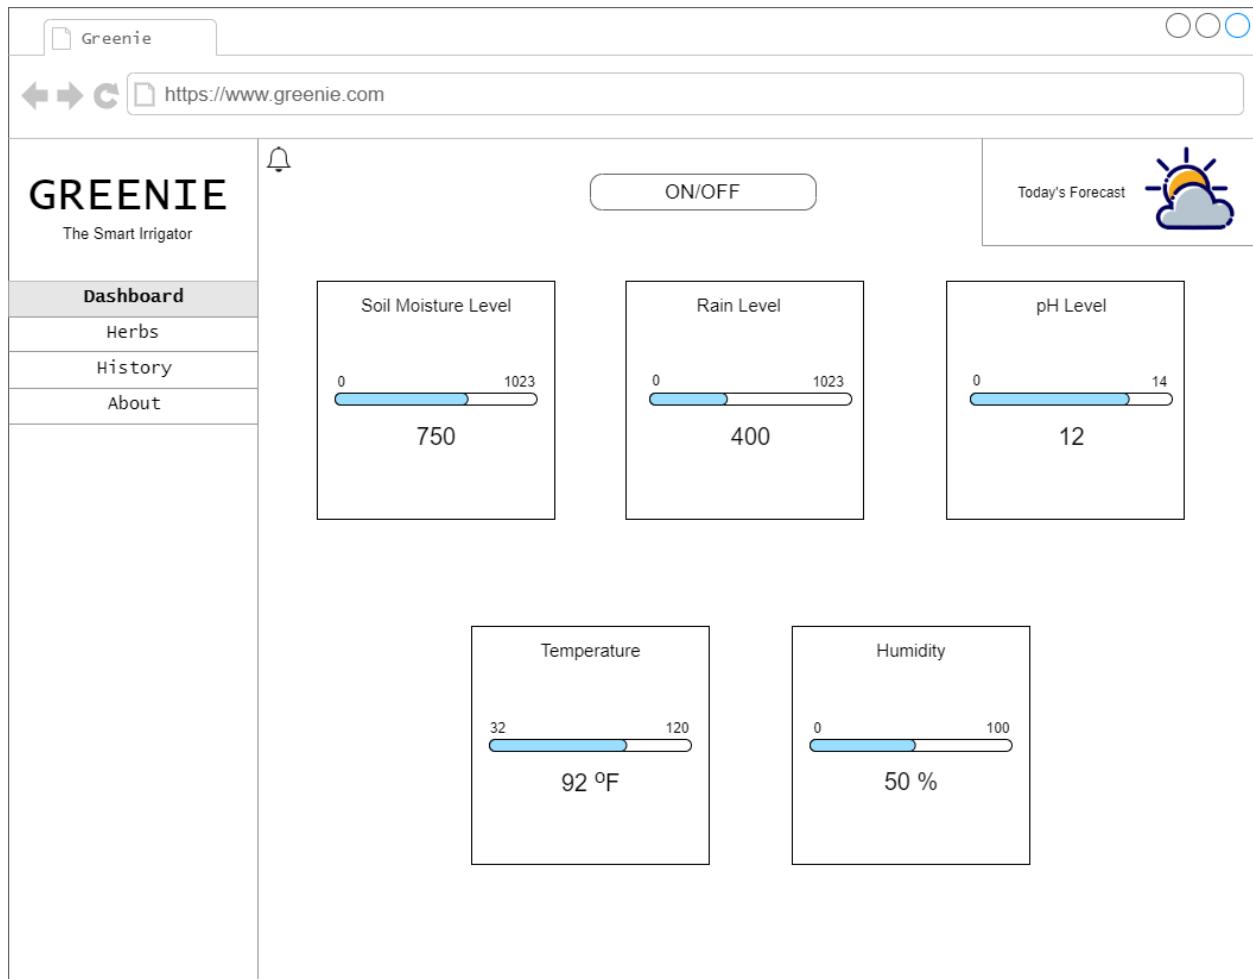 Greenie
https://www.greenie.com
GREENIE
The Smart Irrigator
Dashboard
Herbs
History
About
ON/OFF
Today's Forecast
Soil Moisture Level
0 1023
750
Rain Level
0 1023
400
pH Level
0 14
12
Temperature
32 120
92 ºF
Humidity
0 100
50 %